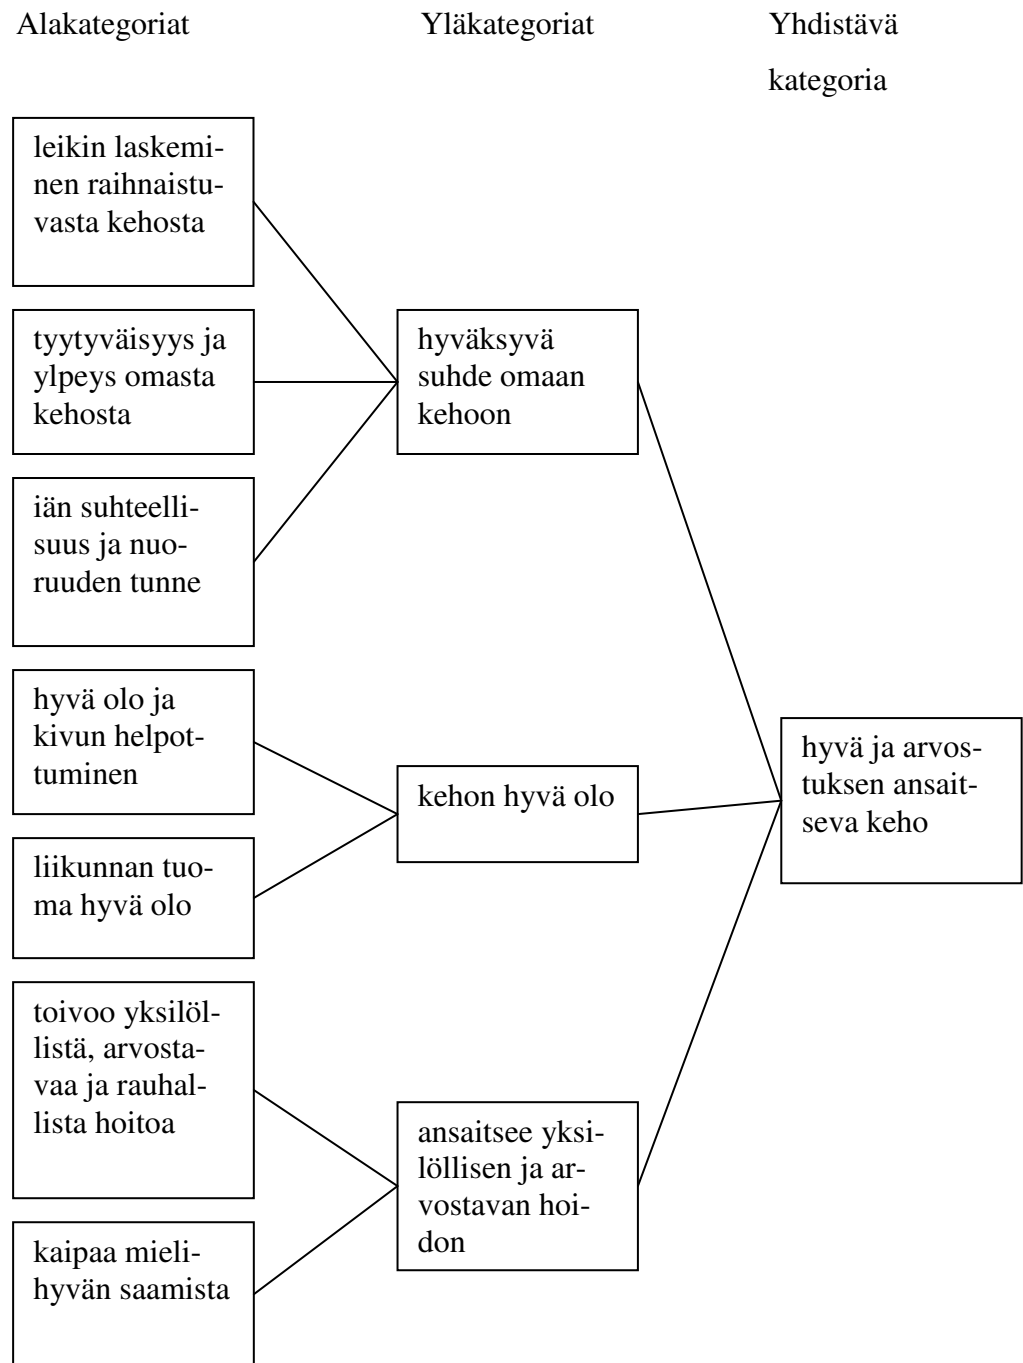 Alakategoriat
Yläkategoriat
Yhdistävä
kategoria
leikin laskemi-
nen raihnaistu-
vasta kehosta
tyytyväisyys ja
ylpeys omasta
kehosta
iän suhteelli-
suus ja nuo-
ruuden tunne
hyvä olo ja
kivun helpot-
tuminen
liikunnan tuo-
ma hyvä olo
toivoo yksilöl-
listä, arvosta-
vaa ja rauhal-
lista hoitoa
kaipaa mieli-
hyvän saamista
hyväksyvä
suhde omaan
kehoon
kehon hyvä olo
ansaitsee yksi-
löllisen ja ar-
vostavan hoi-
don
hyvä ja arvos-
tuksen ansait-
seva keho